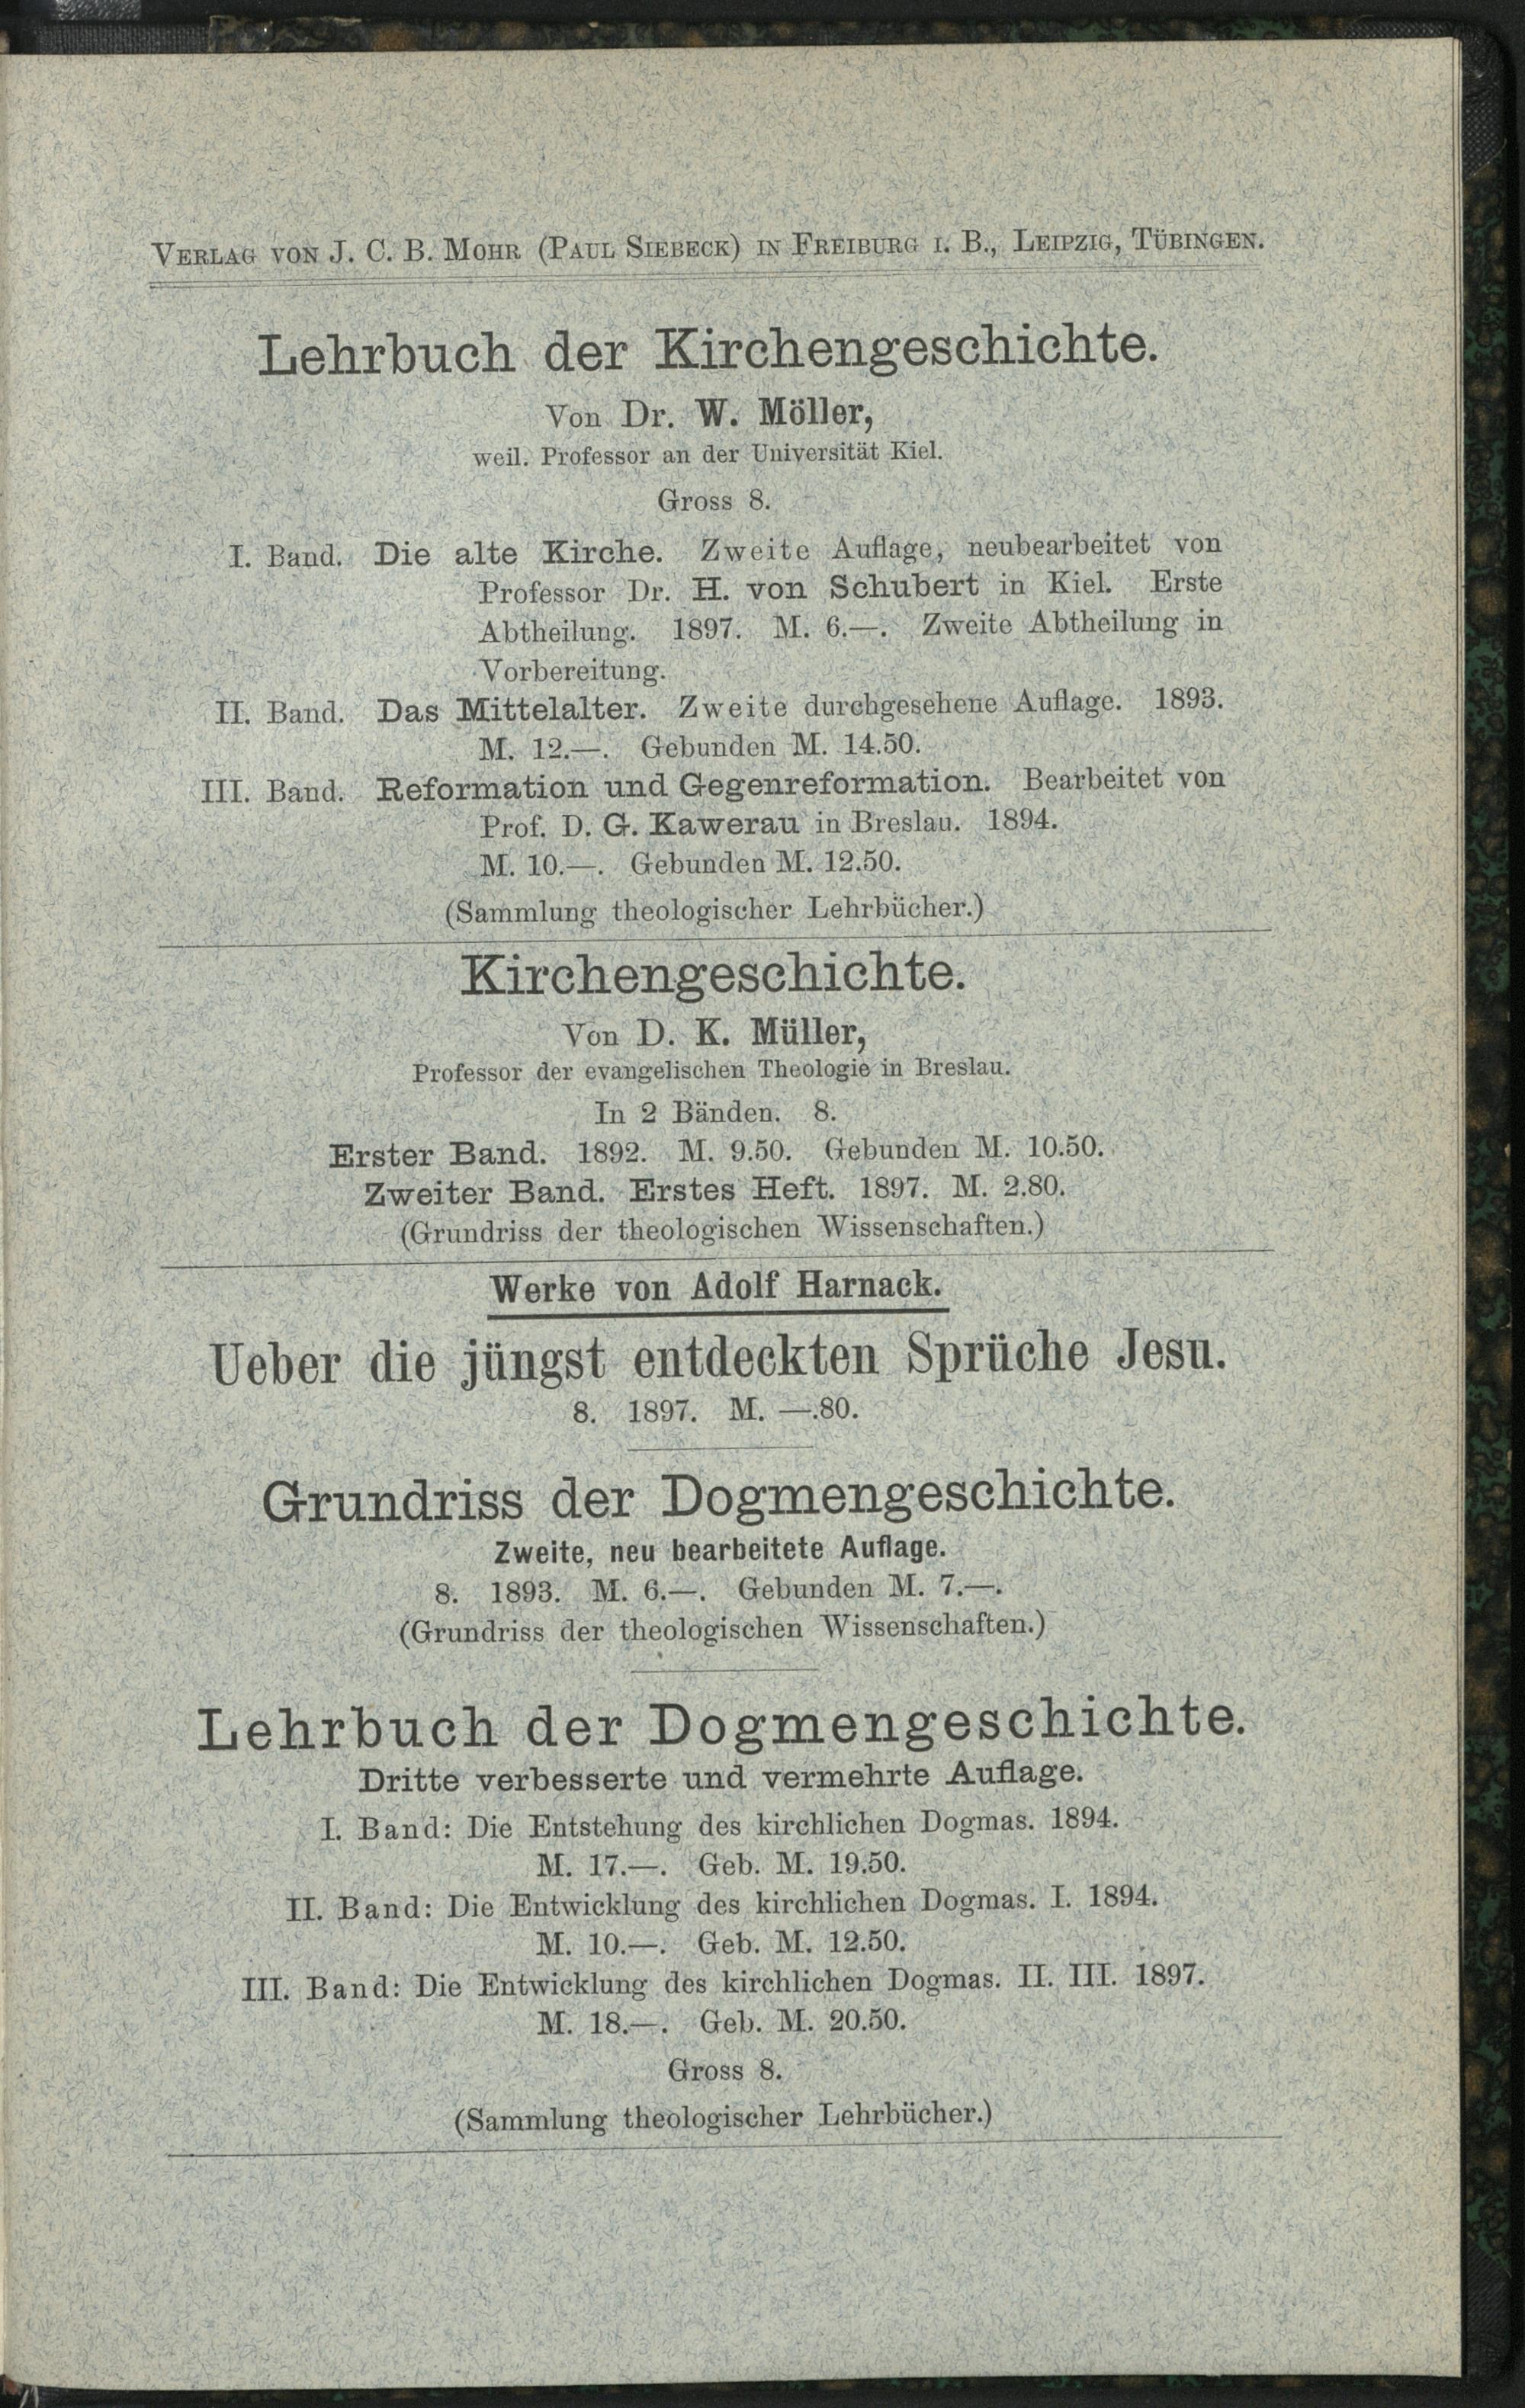 Verlag von J. C. B. Mohr (Paul Siebeck) in Freiburg i. B., Leipzig, Tübingen.
Lehrbuch der Kirchengeschichte.
Von Dr. W. Möller,
weil. Professor an der Universität Kiel.
Gross 8.
I. Band. Die alte Kirche. Zweite Auflage, neubearbeitet von
Professor Dr. H. von Schubert in Kiel. Erste
Abtheilung. 1897. M. 6.—. Zweite Abtheilung in
Vorbereitung.
II. Band. Das Mittelalter. Zweite durchgesehene Auflage. 1893.
M. 12.—. Gebunden M. 14.50.
III. Band. Reformation und Gegenreformation. Bearbeitet von
Prof. D. G. Kawerau in Breslau. 1894.
M. 10.—. Gebunden M. 12.50.
(Sammlung theologischer Lehrbücher.)
Kirchengeschichte.
Von D. K. Müller,
Professor der evangelischen Theologie in Breslau.
In 2 Bänden. 8.
Erster Band. 1892. M. 9.50. Gebunden M. 10.50.
Zweiter Band. Erstes Heft. 1897. M. 2.80.
(Grundriss der theologischen Wissenschaften.)
Werke von Adolf Harnack.
Ueber die jüngst entdeckten Sprüche Jesu.
8. 1897. M. —.80.
Grundriss der Dogmengeschichte.
Zweite, neu bearbeitete Auflage.
8. 1893. M. 6.—. Gebunden M. 7.—.
(Grundriss der theologischen Wissenschaften.)
Lehrbuch der Dogmengeschichte.
Dritte verbesserte und vermehrte Auflage.
I. Band: Die Entstehung des kirchlichen Dogmas. 1894.
M. 17.—. Geb. M. 19.50.
II. Band: Die Entwicklung des kirchlichen Dogmas. I. 1894.
M. 10.—. Geb. M. 12.50.
III. Band: Die Entwicklung des kirchlichen Dogmas. II. III. 1897.
M. 18.—. Geb. M. 20.50.
Gross 8.
(Sammlung theologischer Lehrbücher.)